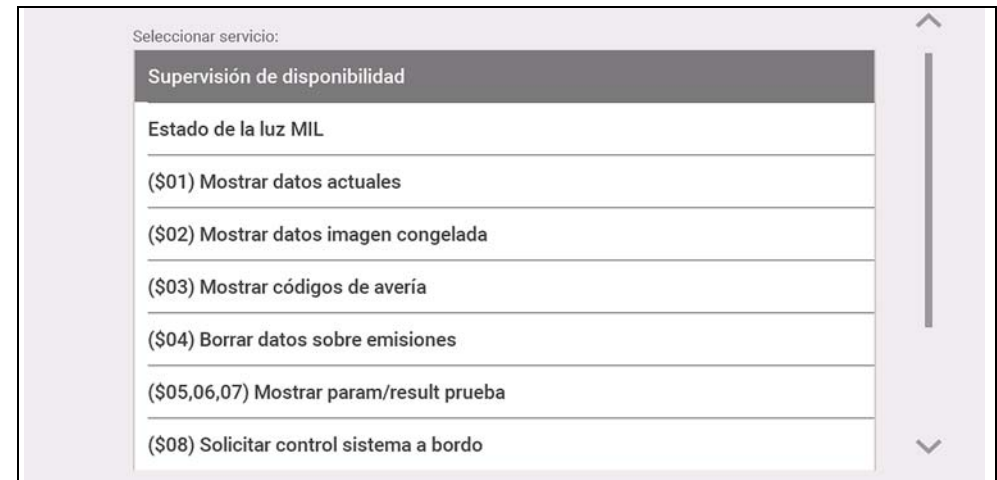 Seleccionar servicio:
Supervisión de disponibilidad
Estado de la luz MIL
($01) Mostrar datos actuales
($02) Mostrar datos imagen congelada
($03) Mostrar códigos de avería
($04) Borrar datos sobre emisiones
($05,06,07) Mostrar param/result prueba
($08) Solicitar control sistema a bordo